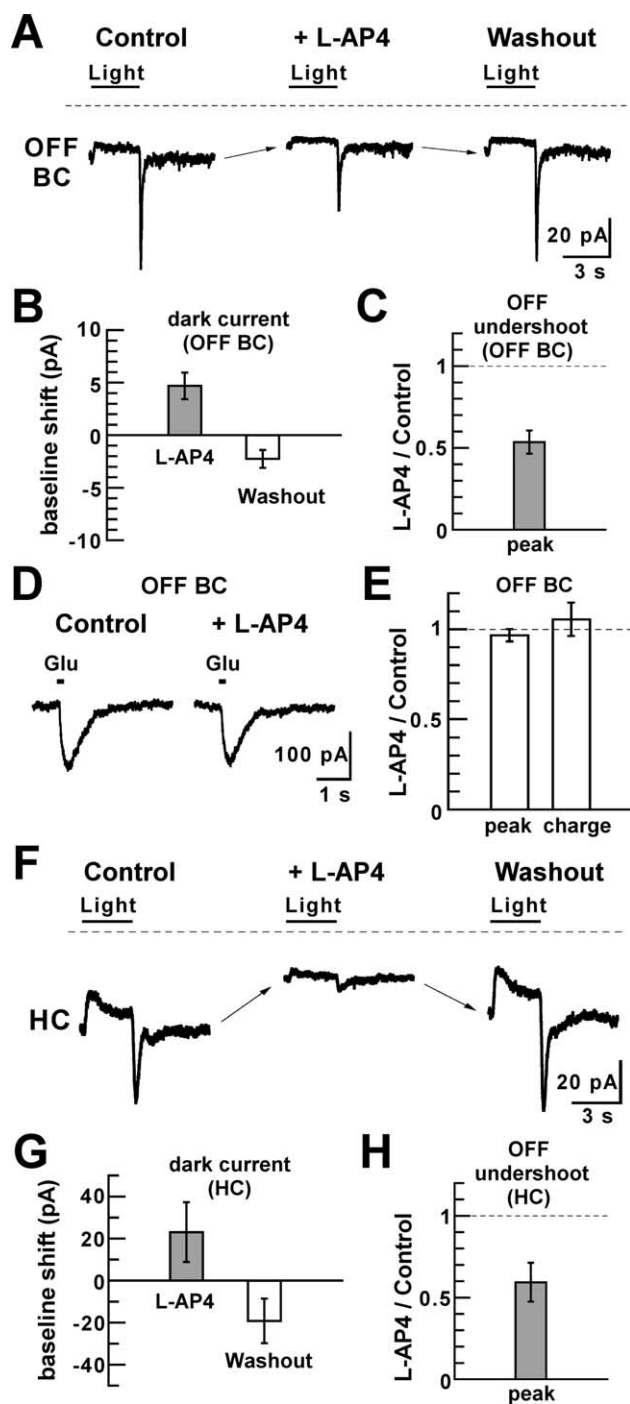 A
Control + L-AP4 Washout
Light Light Light
OFF
BC
20 pA
3 s
B
dark current
(OFF BC)
baseline shift (pA)
10
5
0
-5
-10
L-AP4
Washout
C
OFF
undershoot
(OFF BC)
L-AP4 / Control
1
0.5
0
peak
D
OFF BC
Control + L-AP4
Glu Glu
100 pA
1 s
E
OFF BC
L-AP4 / Control
1
0.5
0
peak charge
F
Control + L-AP4 Washout
Light Light Light
HC
20 pA
3 s
G
dark current
(HC)
baseline shift (pA)
40
20
0
-20
-40
L-AP4
Washout
H
OFF
undershoot
(HC)
L-AP4 / Control
1
0.5
0
peak